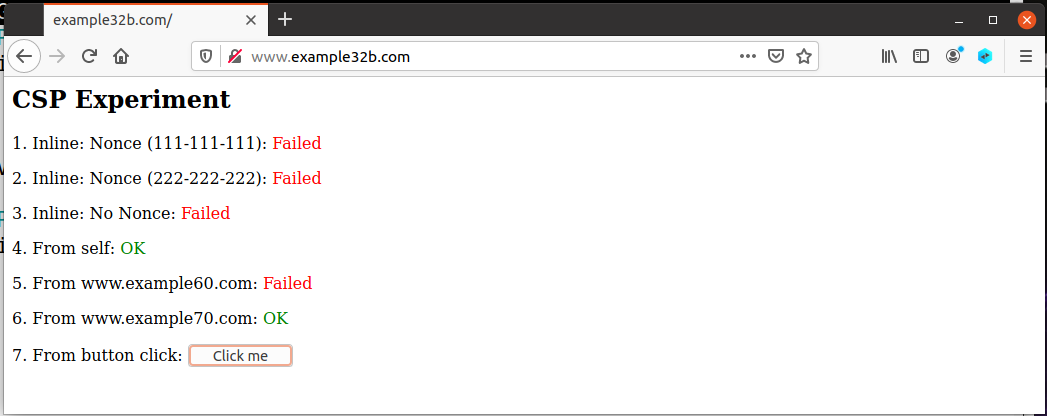 example32b.com/
www.example32b.com
CSP Experiment
1. Inline: Nonce (111-111-111): Failed
2. Inline: Nonce (222-222-222): Failed
3. Inline: No Nonce: Failed
4. From self: OK
5. From www.example60.com: Failed
6. From www.example70.com: OK
7. From button click: Click me